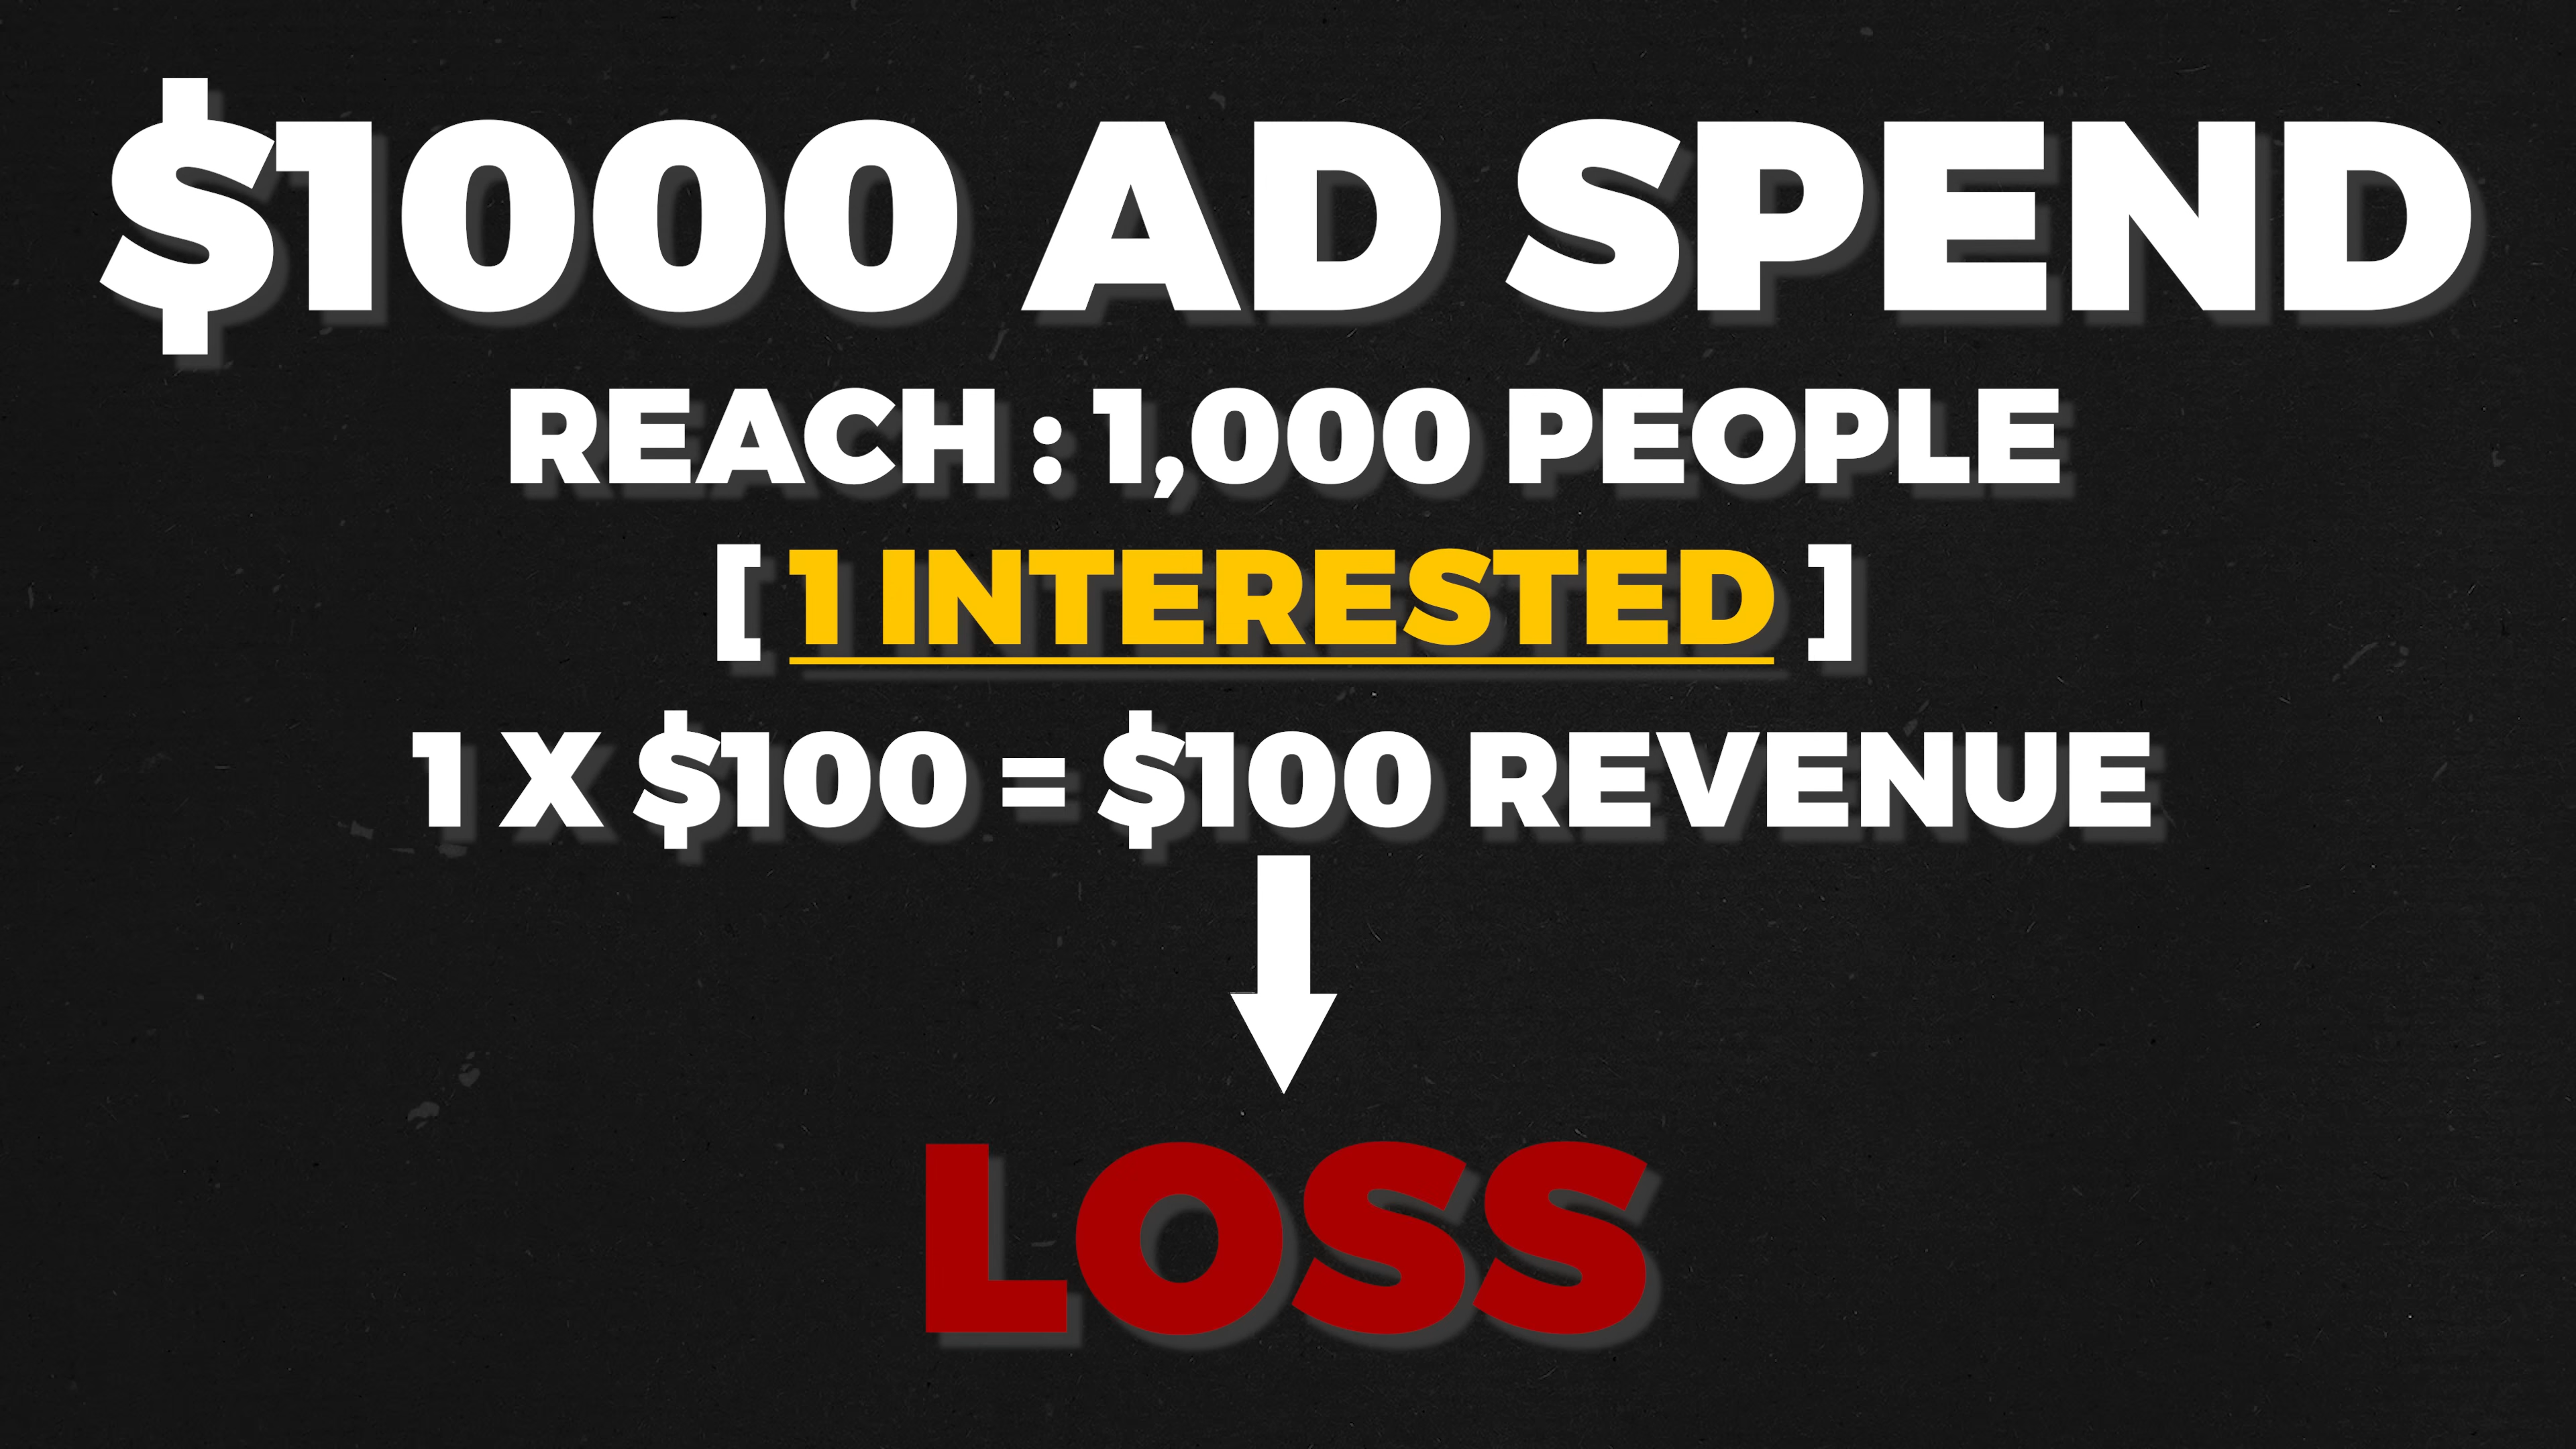 $1000 AD SPEND
REACH : 1,000 PEOPLE
[ 1 INTERESTED ]
1 X $100 = $100 REVENUE
LOSS